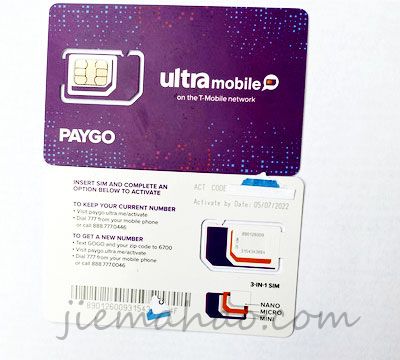 ultra mobile
on the T-Mobile network
PAYGO
INSERT SIM AND COMPLETE AN
OPTION BELOW TO ACTIVATE
ACT CODE
Activate by Date: 05/07/2022
TO KEEP YOUR CURRENT NUMBER
• Visit paygo.ultra.me/activate
• Dial 777 from your mobile phone
or call 888.777.0446
TO GET A NEW NUMBER
• Text GOGO and your zip code to 6700
• Visit paygo.ultra.me/activate
• Dial 777 from your mobile phone
or call 888.777.0446
890126009
3-IN-1 SIM
NANO
MICRO
MINI
jiemahao.com